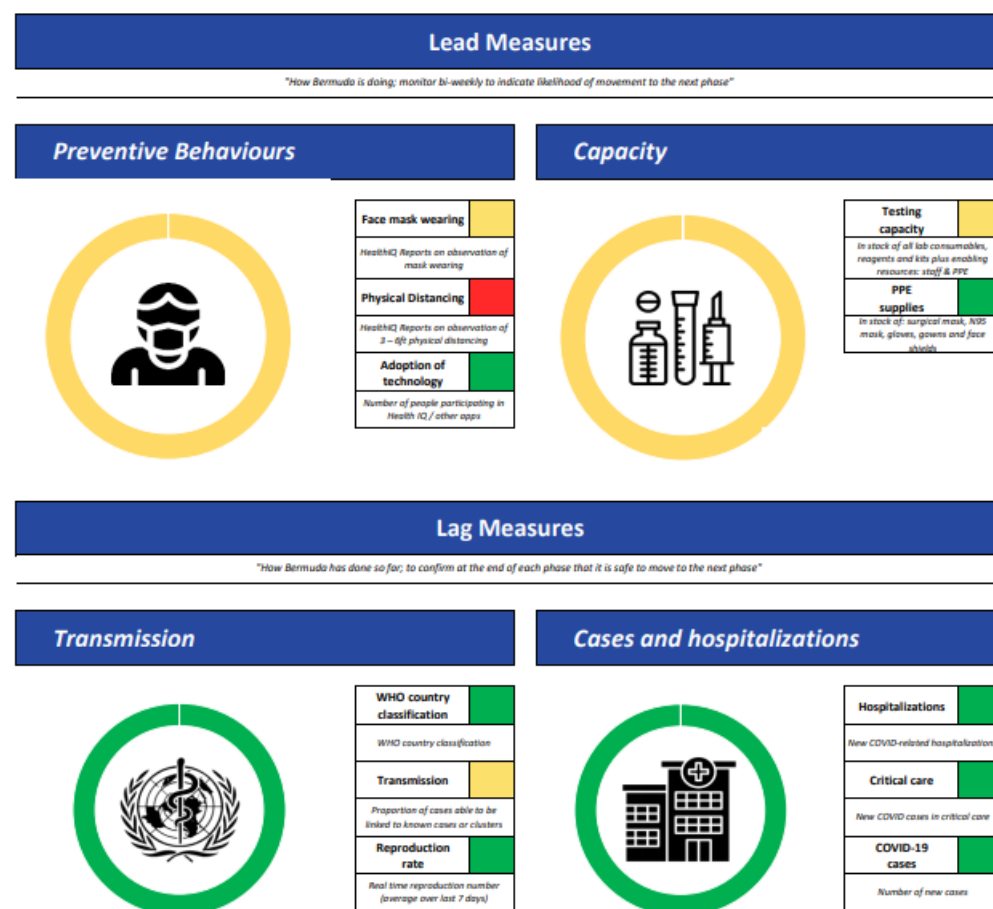 Lead Measures
"How Bermuda is doing; monitor bi-weekly to indicate likelihood of movement to the next phase"
Preventive Behaviours
Face mask wearing
HealthIQ Reports on observation of
mask wearing
Physical Distancing
HealthIQ Reports on observation of
3 – 6ft physical distancing
Adoption of
technology
Number of people participating in
Health IQ / other apps
Capacity
Testing
capacity
In stock of all lab consumables,
reagents and kits plus enabling
resources: staff & PPE
PPE
supplies
In stock of: surgical mask, N95
mask, gloves, gowns and face
shields
Lag Measures
"How Bermuda has done so far; to confirm at the end of each phase that it is safe to move to the next phase"
Transmission
WHO country
classification
WHO country classification
Transmission
Proportion of cases able to be
linked to known cases or clusters
Reproduction
rate
Real time reproduction number
(average over last 7 days)
Cases and hospitalizations
Hospitalizations
New COVID-related hospitalizations
Critical care
New COVID cases in critical care
COVID-19
cases
Number of new cases